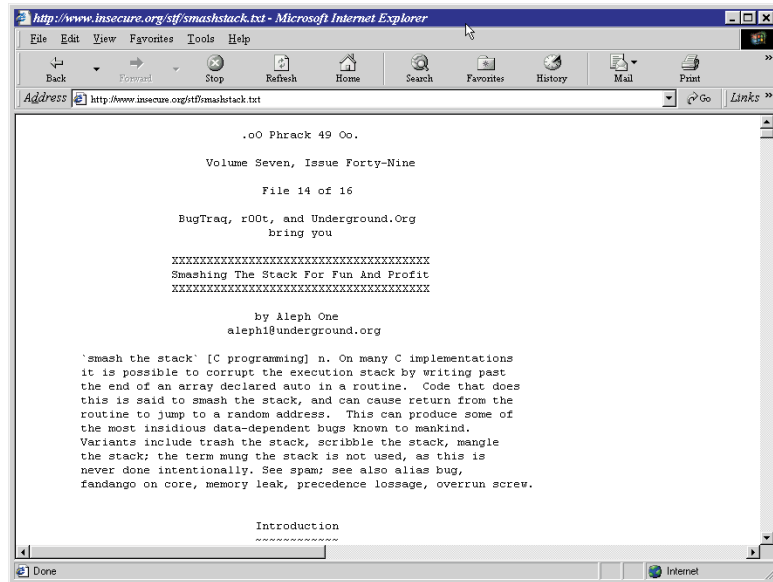 http://www.insecure.org/stf/smashstack.txt - Microsoft Internet Explorer
File Edit View Favorites Tools Help
Back Forward Stop Refresh Home Search Favorites History Mail Print »
Address http://www.insecure.org/stf/smashstack.txt Go Links »
.oO Phrack 49 Oo.
Volume Seven, Issue Forty-Nine
File 14 of 16
BugTraq, r00t, and Underground.Org
bring you
XXXXXXXXXXXXXXXXXXXXXXXXXXXXXXXXXXXXX
Smashing The Stack For Fun And Profit
XXXXXXXXXXXXXXXXXXXXXXXXXXXXXXXXXXXXX
by Aleph One
aleph1@underground.org
`smash the stack` [C programming] n. On many C implementations
it is possible to corrupt the execution stack by writing past
the end of an array declared auto in a routine. Code that does
this is said to smash the stack, and can cause return from the
routine to jump to a random address. This can produce some of
the most insidious data-dependent bugs known to mankind.
Variants include trash the stack, scribble the stack, mangle
the stack; the term mung the stack is not used, as this is
never done intentionally. See spam; see also alias bug,
fandango on core, memory leak, precedence lossage, overrun screw.
Introduction
~~~~~~~~~~~~
Done Internet